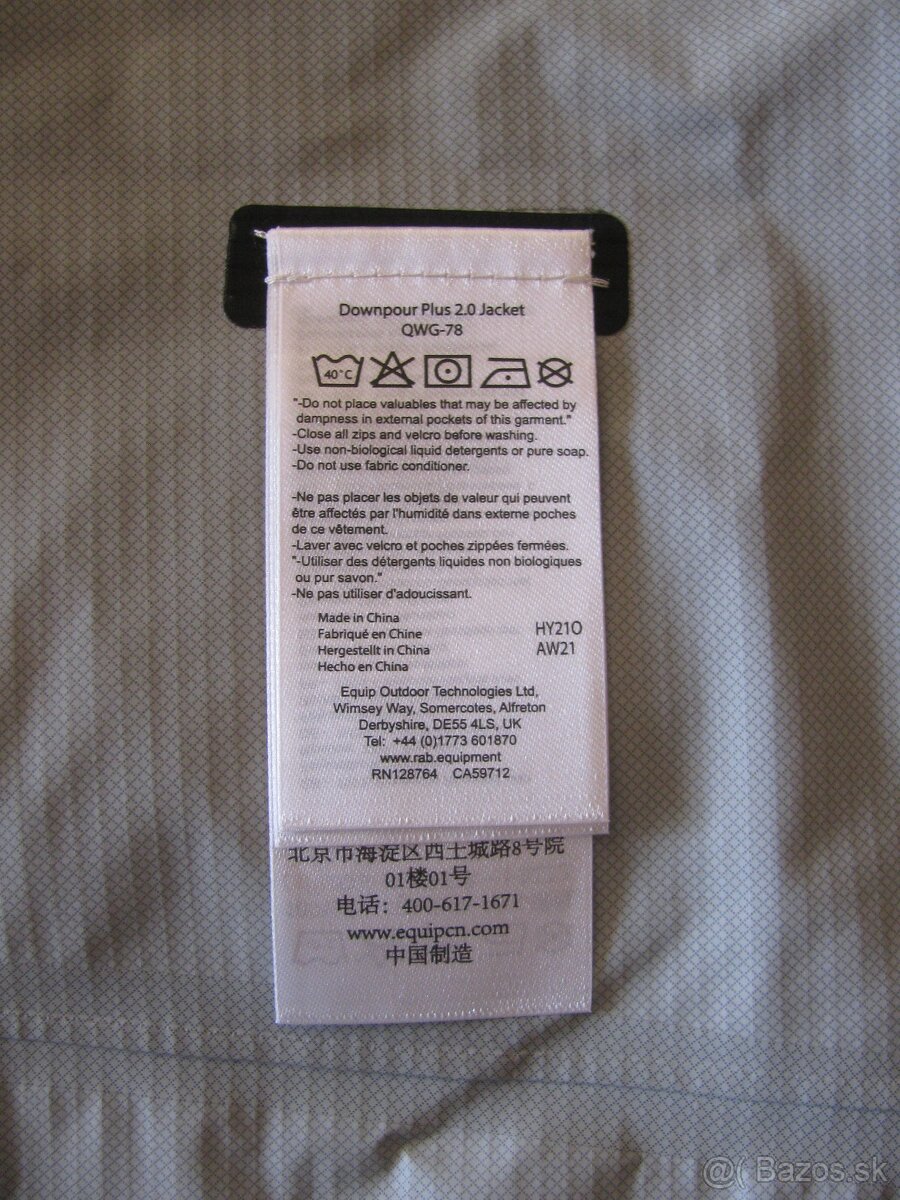 Downpour Plus 2.0 Jacket
QWG-78
40°C
"-Do not place valuables that may be affected by
dampness in external pockets of this garment."
-Close all zips and velcro before washing.
-Use non-biological liquid detergents or pure soap.
-Do not use fabric conditioner.
-Ne pas placer les objets de valeur qui peuvent
être affectés par l'humidité dans externe poches
de ce vêtement.
-Laver avec velcro et poches zippées fermées.
"-Utiliser des détergents liquides non biologiques
ou pur savon."
-Ne pas utiliser d'adoucissant.
Made in China
Fabriqué en Chine
Hergestellt in China
Hecho en China
HY21O
AW21
Equip Outdoor Technologies Ltd,
Wimsey Way, Somercotes, Alfreton
Derbyshire, DE55 4LS, UK
Tel: +44 (0)1773 601870
www.rab.equipment
RN128764 CA59712
北京市海淀区西土城路8号院
01楼01号
电话：400-617-1671
www.equipcn.com
中国制造
@( Bazos.sk